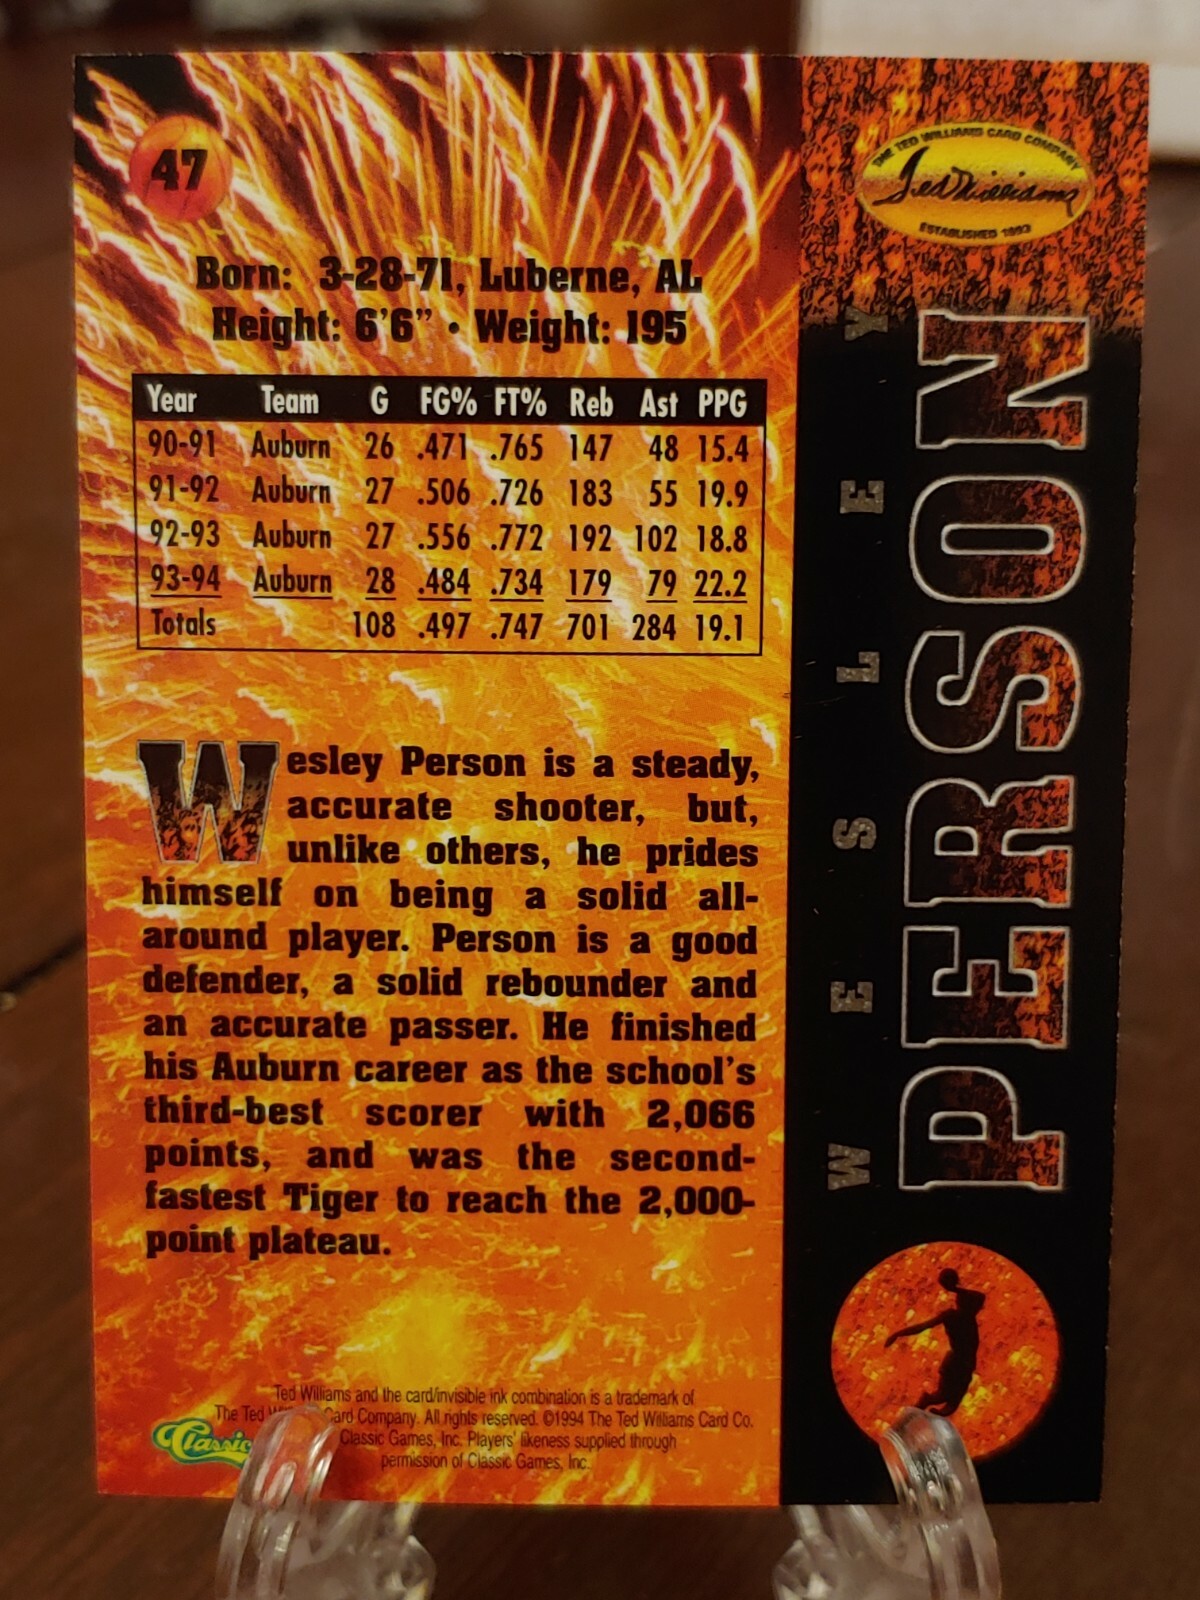 47
Born: 3-28-71, Luberne, AL
Height: 6'6" • Weight: 195
Year Team G FG% FT% Reb Ast PPG
90-91 Auburn 26 .471 .765 147 48 15.4
91-92 Auburn 27 .506 .726 183 55 19.9
92-93 Auburn 27 .556 .772 192 102 18.8
93-94 Auburn 28 .484 .734 179 79 22.2
Totals 108 .497 .747 701 284 19.1
Wesley Person is a steady,
accurate shooter, but,
unlike others, he prides
himself on being a solid all-
around player. Person is a good
defender, a solid rebounder and
an accurate passer. He finished
his Auburn career as the school's
third-best scorer with 2,066
points, and was the second-
fastest Tiger to reach the 2,000-
point plateau.
Ted Williams and the card/invisible ink combination is a trademark of
The Ted Card Company. All rights reserved. ©1994 The Ted Williams Card Co.
Classic Games, Inc. Players' likeness supplied through
permission of Classic Games, Inc.
Classic
THE TED WILLIAMS CARD COMPANY
Ted Williams
ESTABLISHED 1993
WESLEY
PERSON